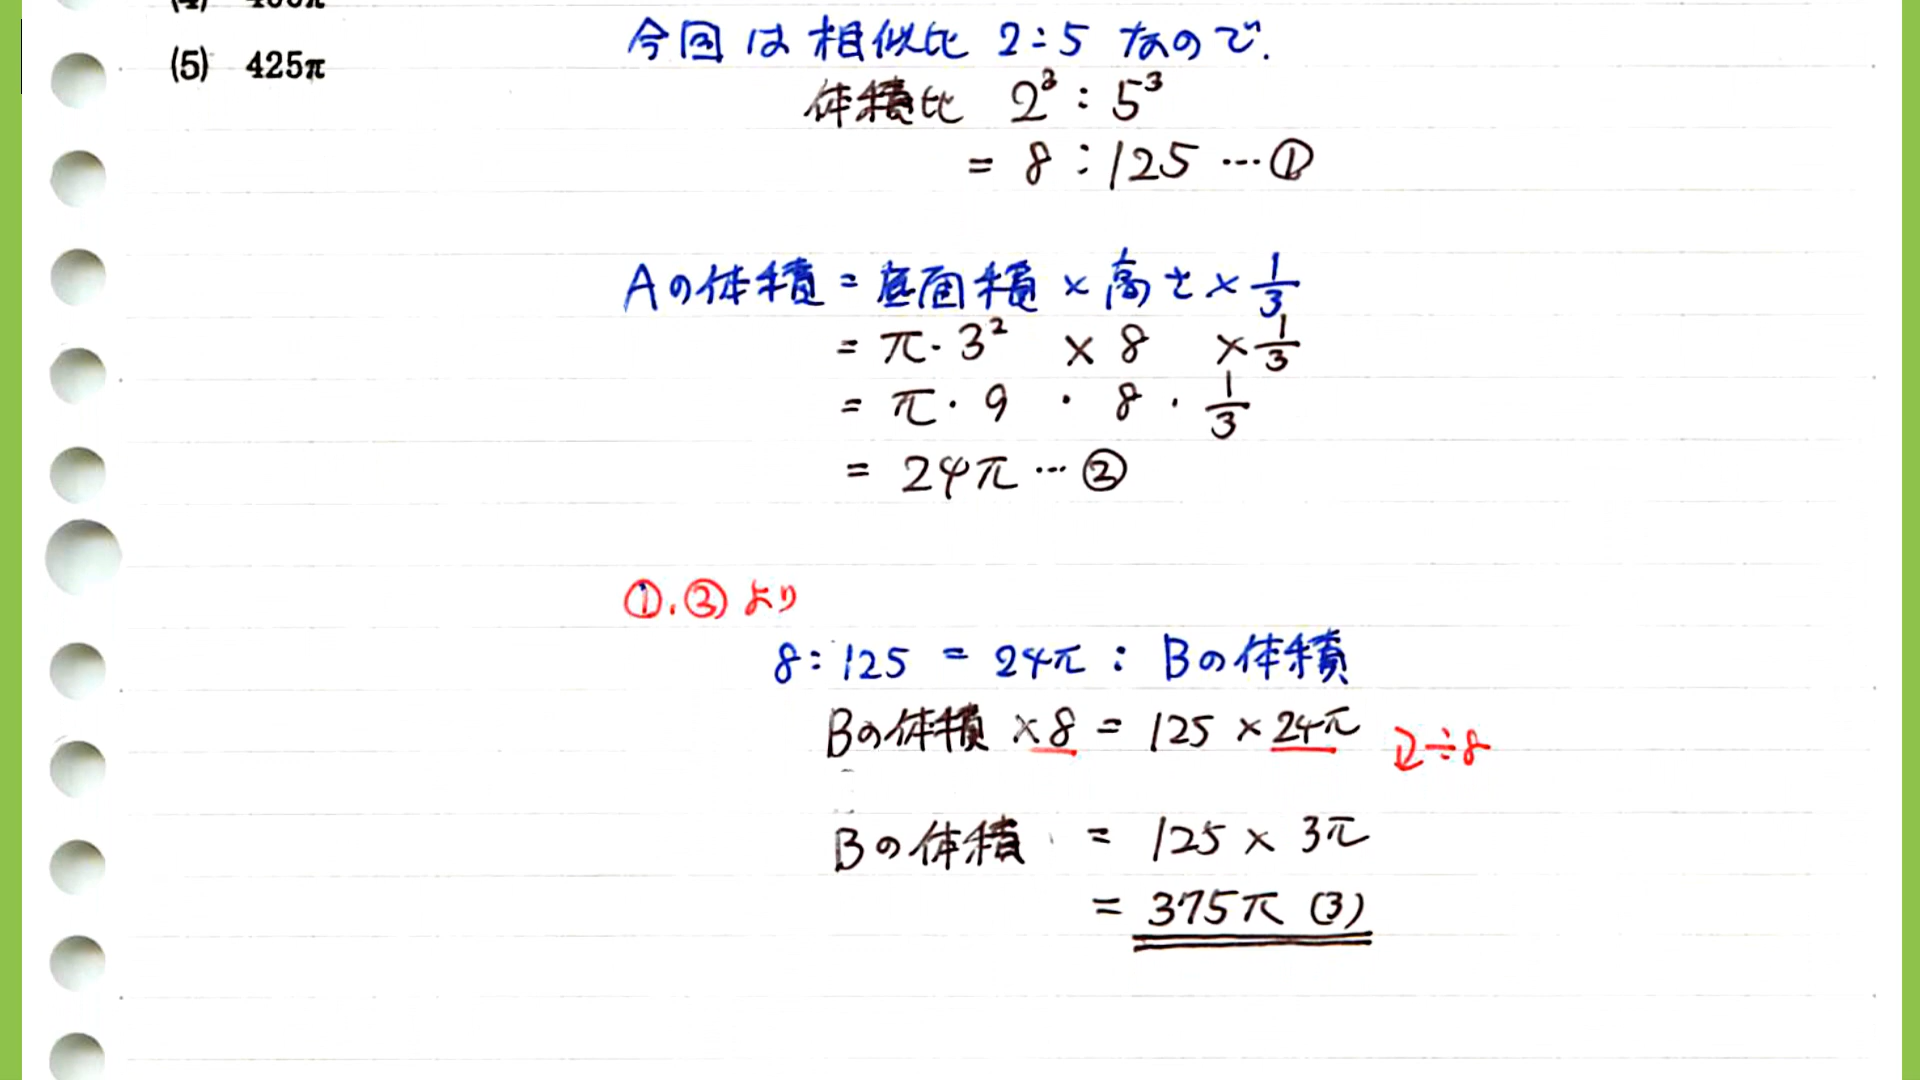 (5) 425π
今回は相似比 2:5 なので.
体積比 2³ : 5³
= 8 : 125 … ①
Aの体積 = 底面積 × 高さ × 1/3
= π・3² × 8 × 1/3
= π・9・8・1/3
= 24π … ②
①.②より
8 : 125 = 24π : Bの体積
Bの体積 × 8 = 125 × 24π ÷8
Bの体積 = 125 × 3π
= 375π (3)